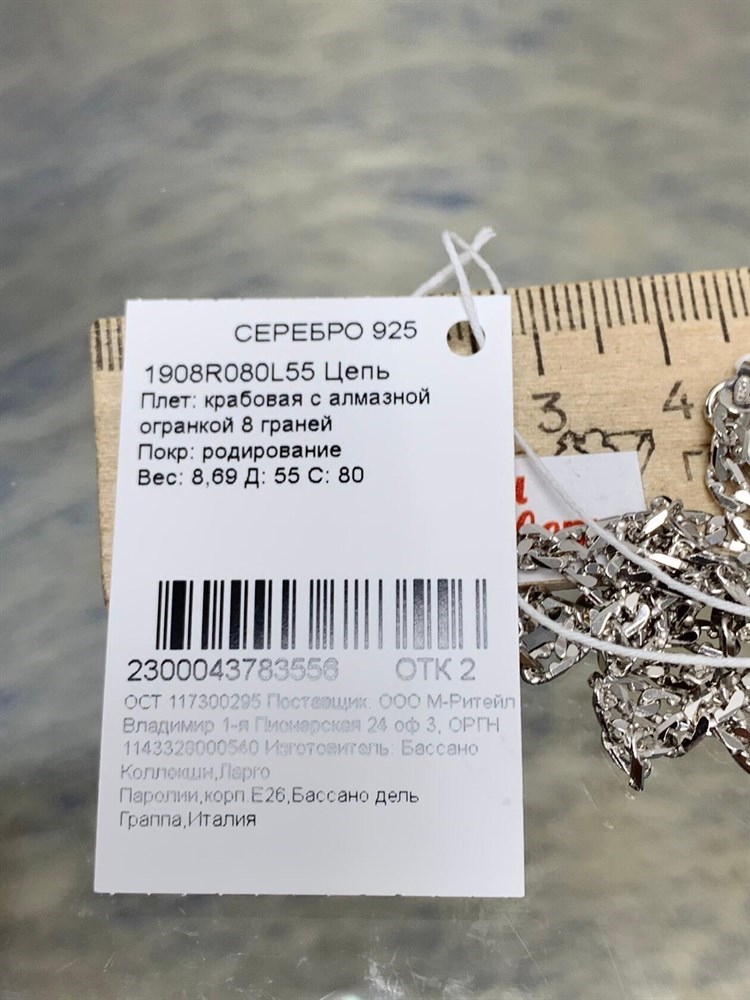 СЕРЕБРО 925
1908R080L55 Цепь
Плет: крабовая с алмазной
огранкой 8 граней
Покр: родирование
Вес: 8,69 Д: 55 С: 80
2300043783556 ОТК 2
ОСТ 117300295 Поставщик: ООО М-Ритейл
Владимир 1-я Пионерская 24 оф 3, ОРГН
1143328000540 Изготовитель: Бассано
Коллекшн,Ларго
Паролини,корп.Е26,Бассано дель
Граппа,Италия
3 4